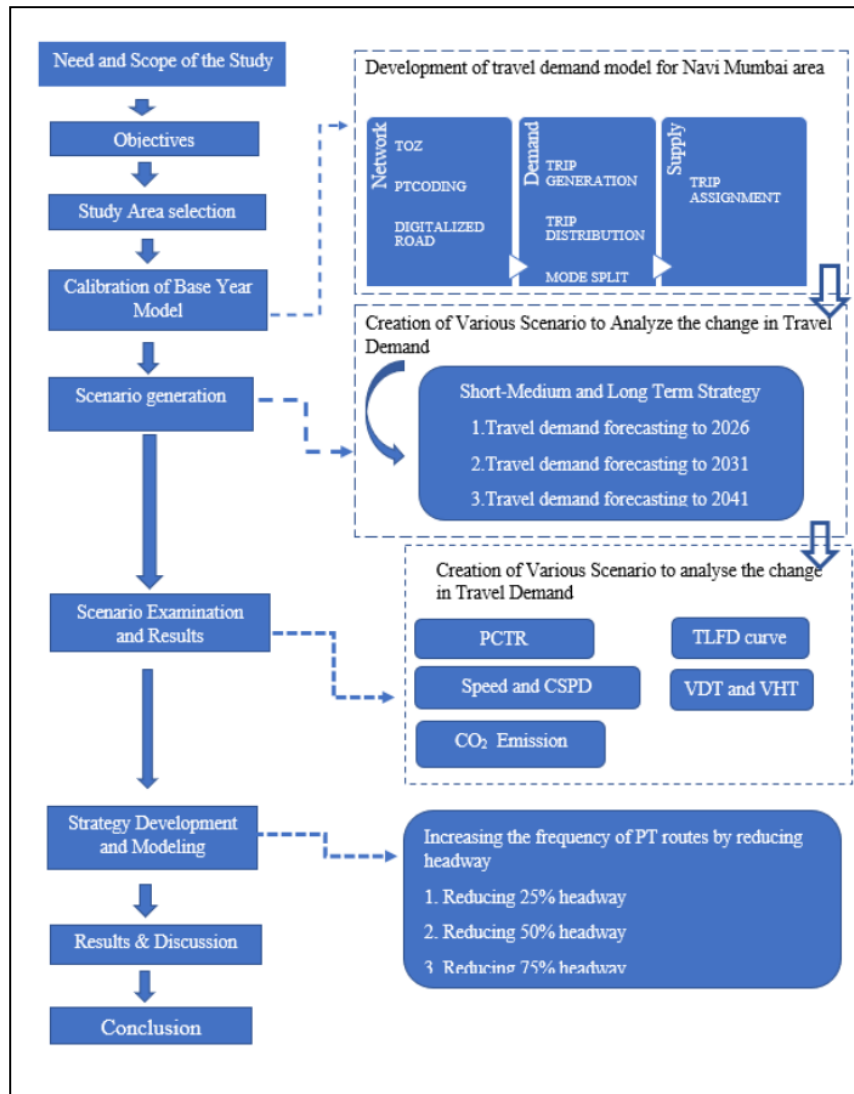 Need and Scope of the Study
Objectives
Study Area selection
Calibration of Base Year
Model
Scenario generation
Scenario Examination
and Results
Strategy Development
and Modeling
Results & Discussion
Conclusion
Development of travel demand model for Navi Mumbai area
Network
TOZ
PTCODING
DIGITALIZED
ROAD
Demand
TRIP
GENERATION
TRIP
DISTRIBUTION
MODE SPLIT
Supply
TRIP
ASSIGNMENT
Creation of Various Scenario to Analyze the change in Travel
Demand
Short-Medium and Long Term Strategy
1.Travel demand forecasting to 2026
2.Travel demand forecasting to 2031
3.Travel demand forecasting to 2041
Creation of Various Scenario to analyse the change
in Travel Demand
PCTR
TLFD curve
Speed and CSPD
VDT and VHT
CO₂ Emission
Increasing the frequency of PT routes by reducing
headway
1. Reducing 25% headway
2. Reducing 50% headway
3. Reducing 75% headway